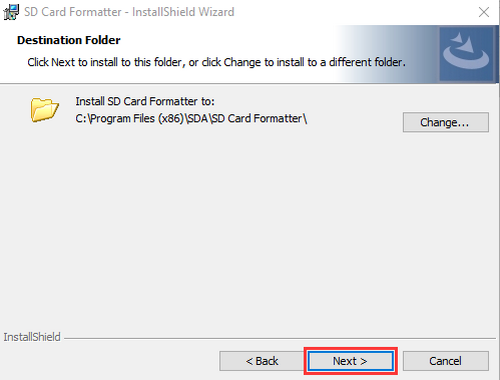 SD Card Formatter - InstallShield Wizard
Destination Folder
Click Next to install to this folder, or click Change to install to a different folder.
Install SD Card Formatter to:
C:\Program Files (x86)\SDA\SD Card Formatter\
Change...
InstallShield
< Back
Next >
Cancel